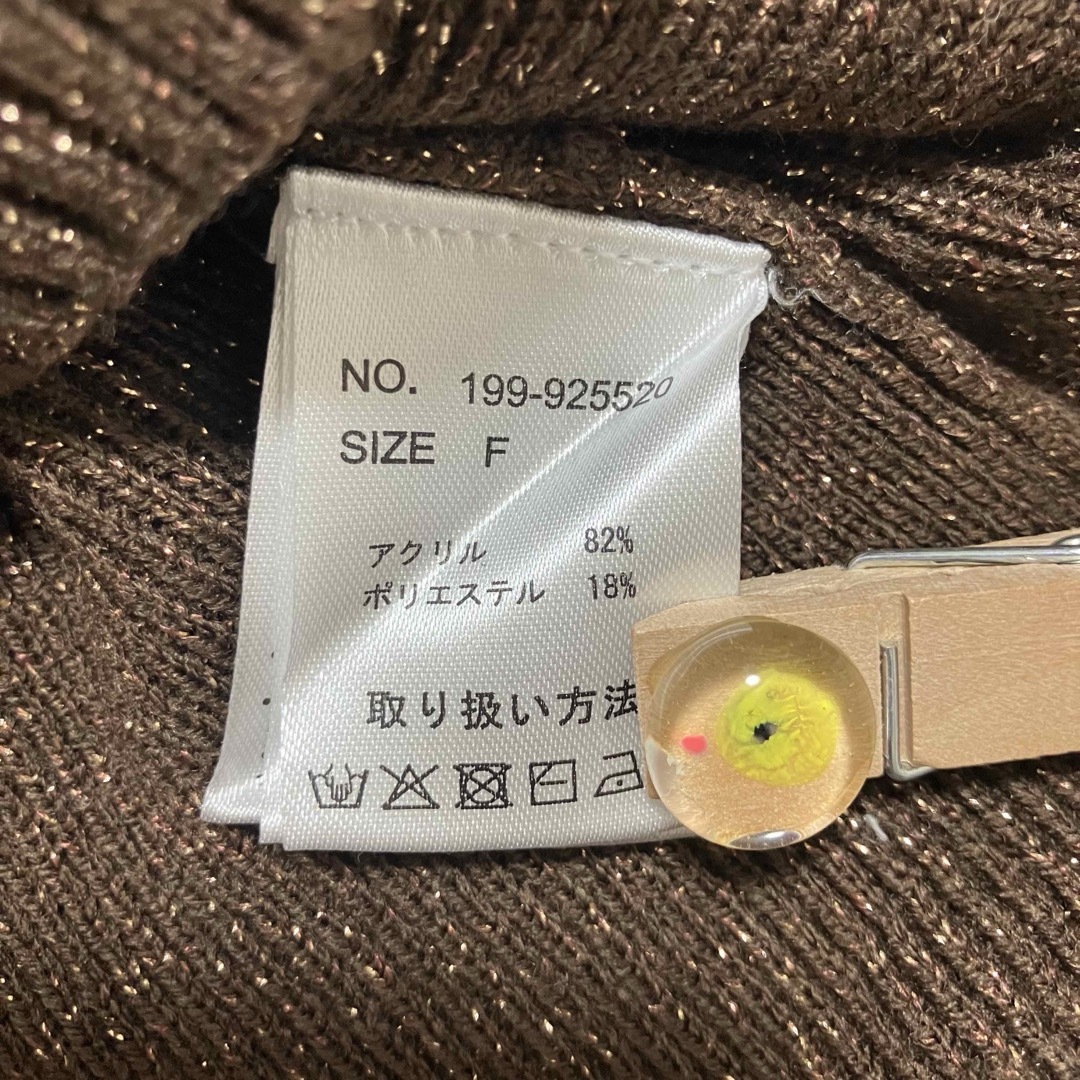 NO. 199-925520
SIZE F
アクリル 82%
ポリエステル 18%
取り扱い方法